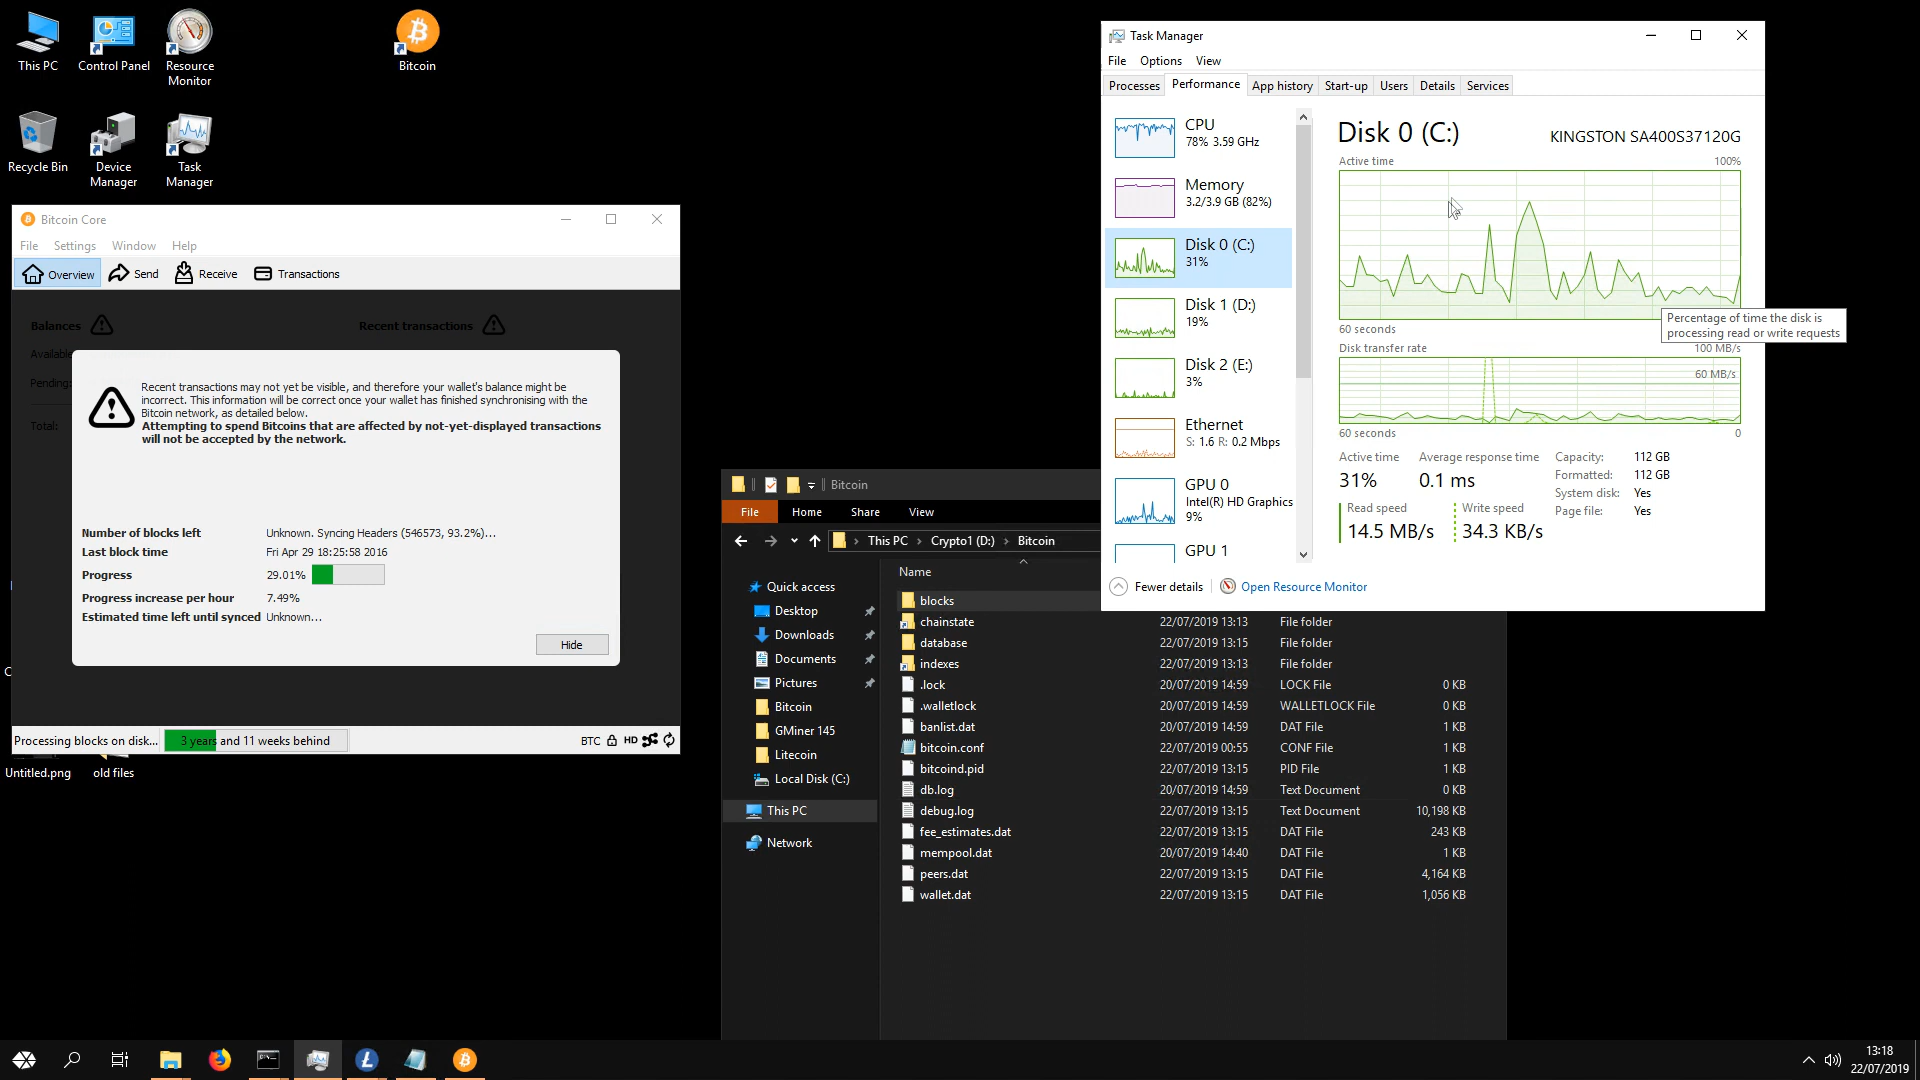 This PC
Control Panel
Resource
Monitor
Bitcoin
Recycle Bin
Device
Manager
Task
Manager
Bitcoin Core
File Settings Window Help
Overview Send Receive Transactions
Balances
Recent transactions
Available
Pending:
Total:
Recent transactions may not yet be visible, and therefore your wallet's balance might be
incorrect. This information will be correct once your wallet has finished synchronising with the
Bitcoin network, as detailed below.
Attempting to spend Bitcoins that are affected by not-yet-displayed transactions
will not be accepted by the network.
Number of blocks left Unknown. Syncing Headers (546573, 93.2%)...
Last block time Fri Apr 29 18:25:58 2016
Progress 29.01%
Progress increase per hour 7.49%
Estimated time left until synced Unknown...
Hide
Processing blocks on disk... 3 years and 11 weeks behind BTC HD
Untitled.png
old files
Task Manager
File Options View
Processes Performance App history Start-up Users Details Services
CPU
78% 3.59 GHz
Memory
3.2/3.9 GB (82%)
Disk 0 (C:)
31%
Disk 1 (D:)
19%
Disk 2 (E:)
3%
Ethernet
S: 1.6 R: 0.2 Mbps
GPU 0
Intel(R) HD Graphics
9%
GPU 1
Disk 0 (C:) KINGSTON SA400S37120G
Active time 100%
60 seconds
Percentage of time the disk is
processing read or write requests
Disk transfer rate 100 MB/s
60 MB/s
60 seconds 0
Active time Average response time
31% 0.1 ms
Read speed Write speed
14.5 MB/s 34.3 KB/s
Capacity: 112 GB
Formatted: 112 GB
System disk: Yes
Page file: Yes
Fewer details Open Resource Monitor
Bitcoin
File Home Share View
This PC Crypto1 (D:) Bitcoin
Quick access
Desktop
Downloads
Documents
Pictures
Bitcoin
GMiner 145
Litecoin
Local Disk (C:)
This PC
Network
Name
blocks
chainstate 22/07/2019 13:13 File folder
database 22/07/2019 13:15 File folder
indexes 22/07/2019 13:13 File folder
.lock 20/07/2019 14:59 LOCK File 0 KB
.walletlock 20/07/2019 14:59 WALLETLOCK File 0 KB
banlist.dat 20/07/2019 14:59 DAT File 1 KB
bitcoin.conf 22/07/2019 00:55 CONF File 1 KB
bitcoind.pid 22/07/2019 13:15 PID File 1 KB
db.log 20/07/2019 14:59 Text Document 0 KB
debug.log 22/07/2019 13:15 Text Document 10,198 KB
fee_estimates.dat 22/07/2019 13:15 DAT File 243 KB
mempool.dat 20/07/2019 14:40 DAT File 1 KB
peers.dat 22/07/2019 13:15 DAT File 4,164 KB
wallet.dat 22/07/2019 13:15 DAT File 1,056 KB
13:18
22/07/2019